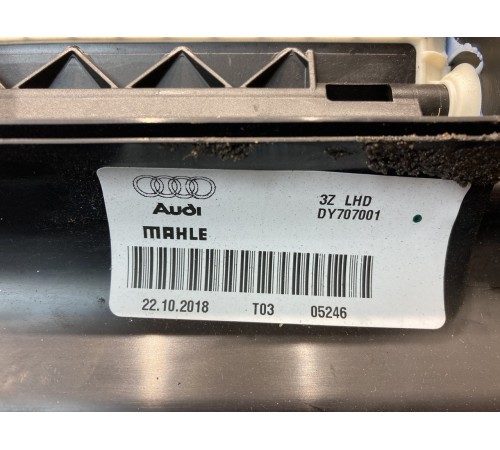 3Z LHD
Audi DY707001
MAHLE
22.10.2018 T03 05246